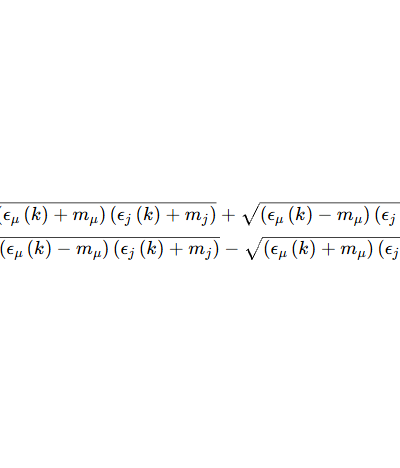 (ϵ_μ (k) + m_μ) (ϵ_j (k) + m_j) + √(ϵ_μ (k) − m_μ) (ϵ_j
(ϵ_μ (k) − m_μ) (ϵ_j (k) + m_j) − √(ϵ_μ (k) + m_μ) (ϵ_j